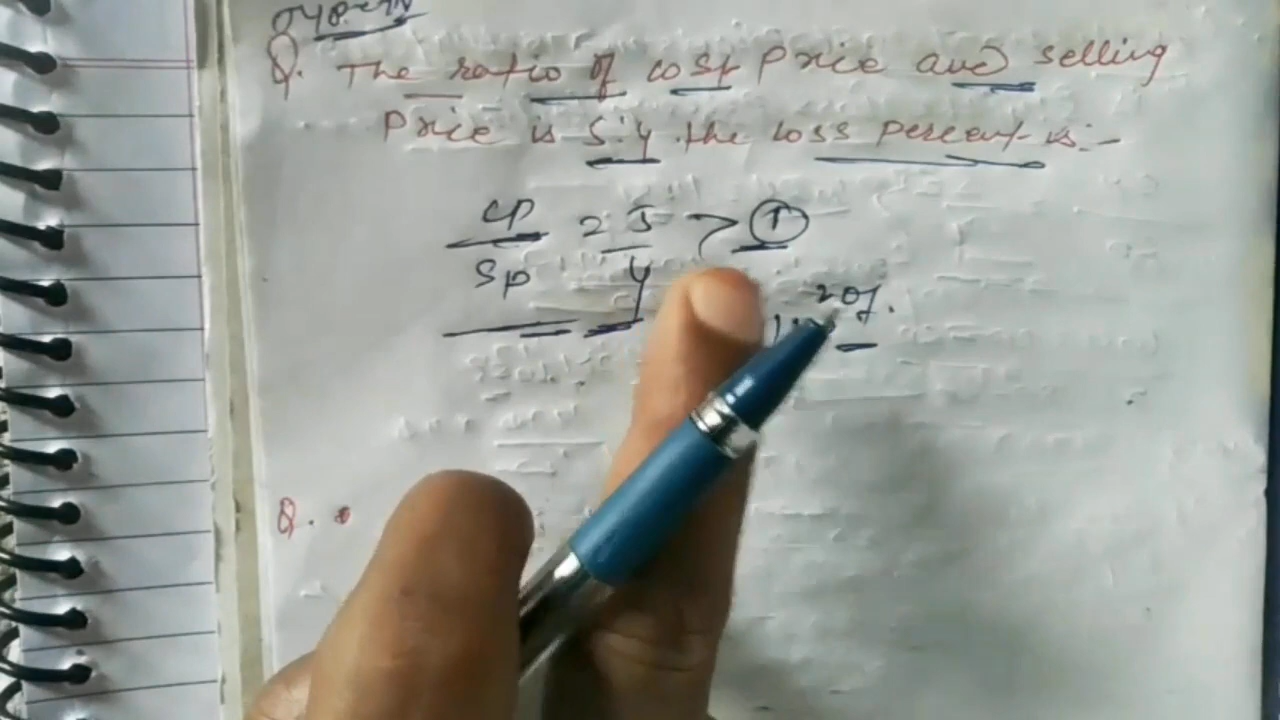 Q. The ratio of cost Price and selling
Price is 5:4 the loss percent is:-
CP = 5 > 1
SP 4
20%.
Q.